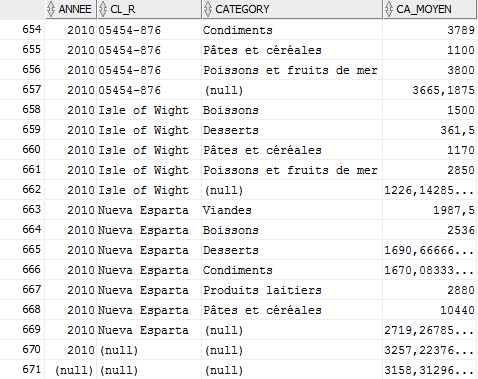 ANNEE CL_R CATEGORY CA_MOYEN
654 2010 05454-876 Condiments 3789
655 2010 05454-876 Pâtes et céréales 1100
656 2010 05454-876 Poissons et fruits de mer 3800
657 2010 05454-876 (null) 3665,1875
658 2010 Isle of Wight Boissons 1500
659 2010 Isle of Wight Desserts 361,5
660 2010 Isle of Wight Pâtes et céréales 1170
661 2010 Isle of Wight Poissons et fruits de mer 2850
662 2010 Isle of Wight (null) 1226,14285...
663 2010 Nueva Esparta Viandes 1987,5
664 2010 Nueva Esparta Boissons 2536
665 2010 Nueva Esparta Desserts 1690,66666...
666 2010 Nueva Esparta Condiments 1670,08333...
667 2010 Nueva Esparta Produits laitiers 2880
668 2010 Nueva Esparta Pâtes et céréales 10440
669 2010 Nueva Esparta (null) 2719,26785...
670 2010 (null) (null) 3257,22376...
671 (null) (null) (null) 3158,31296...